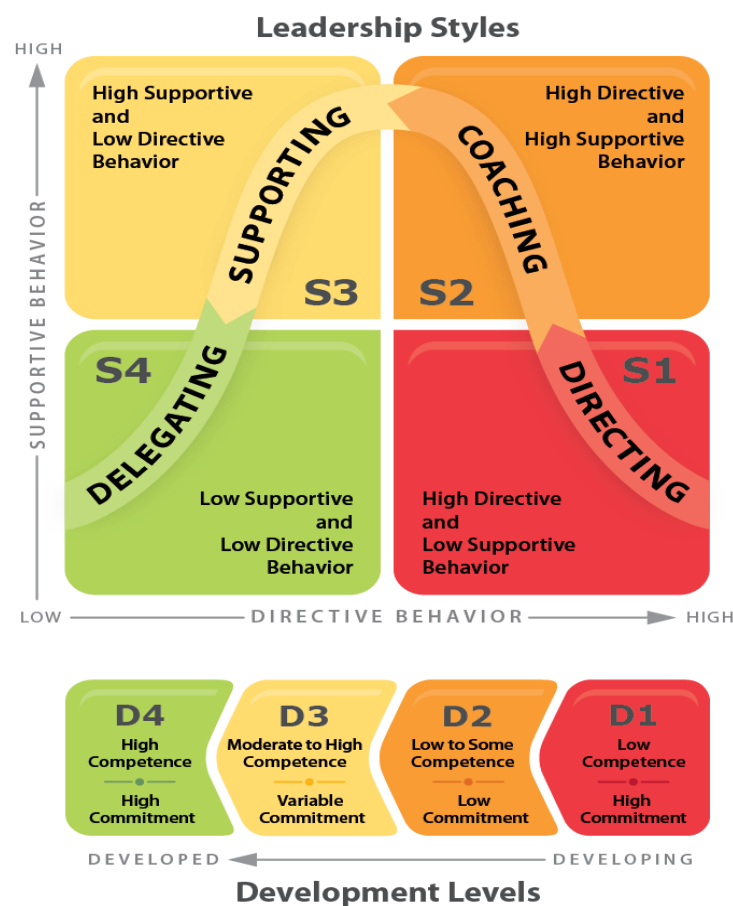 Leadership Styles
HIGH
High Supportive
and
Low Directive
Behavior
High Directive
and
High Supportive
Behavior
SUPPORTING
COACHING
S3
S2
SUPPORTIVE BEHAVIOR
S4
S1
DELEGATING
DIRECTING
Low Supportive
and
Low Directive
Behavior
High Directive
and
Low Supportive
Behavior
LOW
DIRECTIVE BEHAVIOR
HIGH
D4
High
Competence
High
Commitment
D3
Moderate to High
Competence
Variable
Commitment
D2
Low to Some
Competence
Low
Commitment
D1
Low
Competence
High
Commitment
DEVELOPED
DEVELOPING
Development Levels